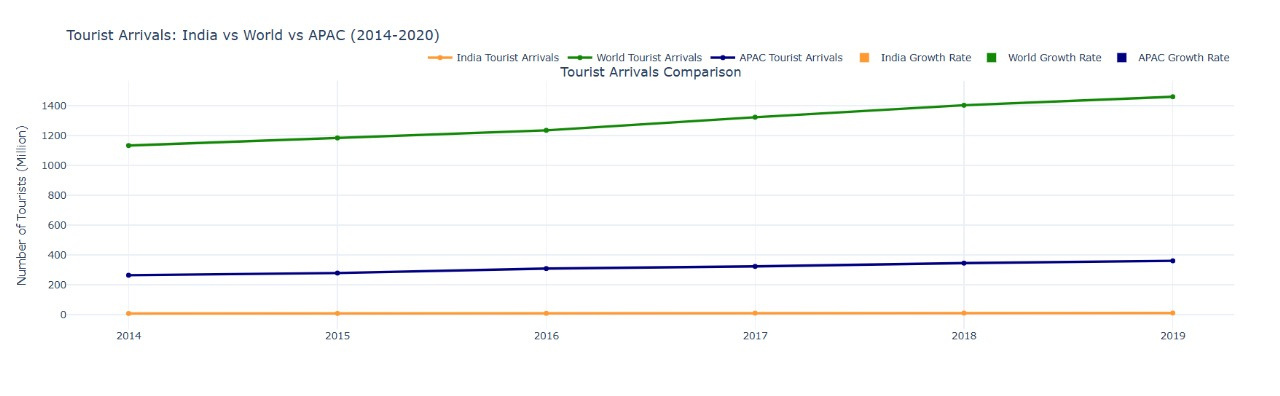 Tourist Arrivals: India vs World vs APAC (2014-2020)
India Tourist Arrivals World Tourist Arrivals APAC Tourist Arrivals India Growth Rate World Growth Rate APAC Growth Rate
Tourist Arrivals Comparison
Number of Tourists (Million)
1400
1200
1000
800
600
400
200
0
2014 2015 2016 2017 2018 2019